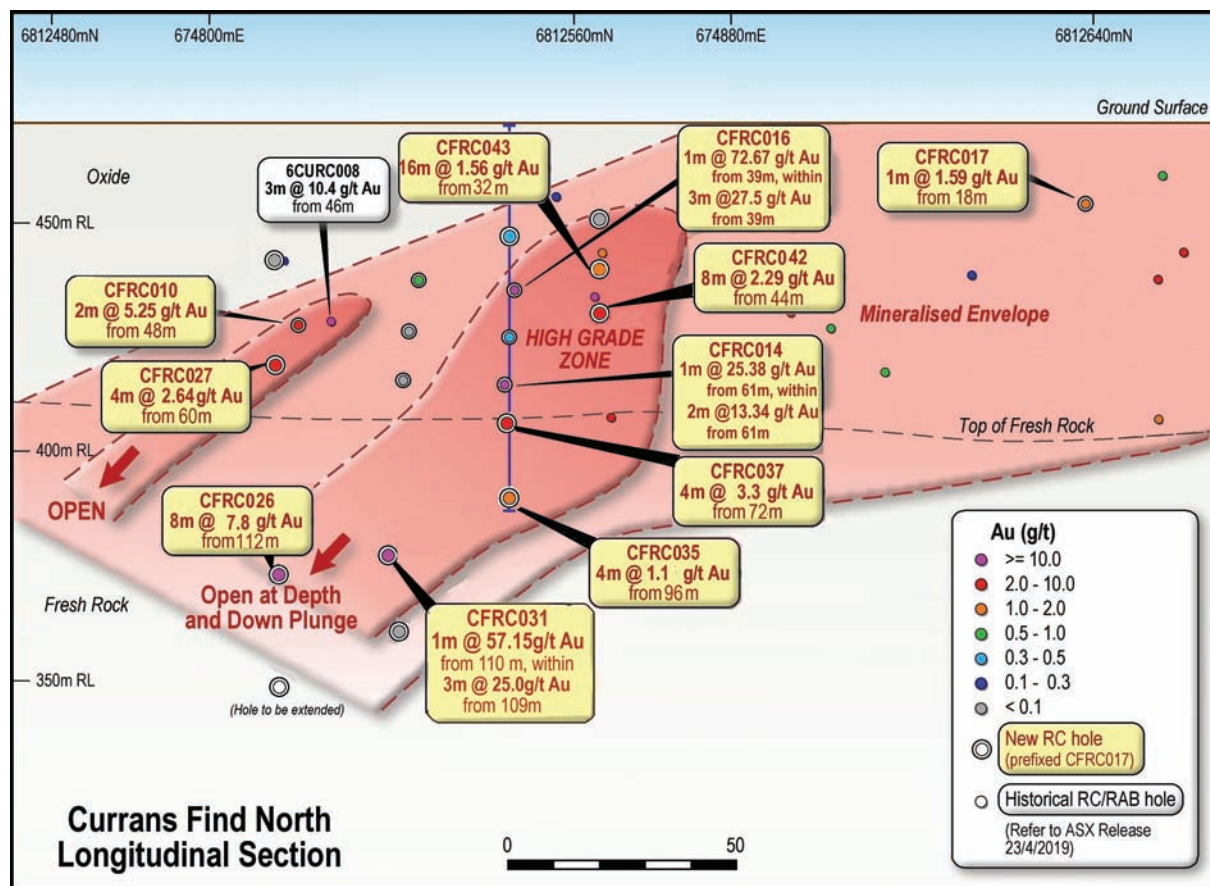 6812480mN
674800mE
6812560mN
674880mE
6812640mN
Ground Surface
Oxide
6CURC008
3m @ 10.4 g/t Au
from 46m
CFRC043
16m @ 1.56 g/t Au
from 32 m
CFRC016
1m @ 72.67 g/t Au
from 39m, within
3m @27.5 g/t Au
from 39m
CFRC017
1m @ 1.59 g/t Au
from 18m
450m RL
CFRC010
2m @ 5.25 g/t Au
from 48m
CFRC042
8m @ 2.29 g/t Au
from 44m
HIGH GRADE
ZONE
Mineralised Envelope
CFRC027
4m @ 2.64 g/t Au
from 60m
CFRC014
1m @ 25.38 g/t Au
from 61m, within
2m @13.34 g/t Au
from 61m
Top of Fresh Rock
400m RL
OPEN
CFRC026
8m @ 7.8 g/t Au
from112 m
CFRC037
4m @ 3.3 g/t Au
from 72m
CFRC035
4m @ 1.1 g/t Au
from 96 m
Fresh Rock
Open at Depth
and Down Plunge
CFRC031
1m @ 57.15g/t Au
from 110 m, within
3m @ 25.0g/t Au
from 109m
350m RL
(Hole to be extended)
Au (g/t)
>= 10.0
2.0 - 10.0
1.0 - 2.0
0.5 - 1.0
0.3 - 0.5
0.1 - 0.3
< 0.1
New RC hole
(prefixed CFRC017)
Historical RC/RAB hole
(Refer to ASX Release
23/4/2019)
Currans Find North
Longitudinal Section
0
50